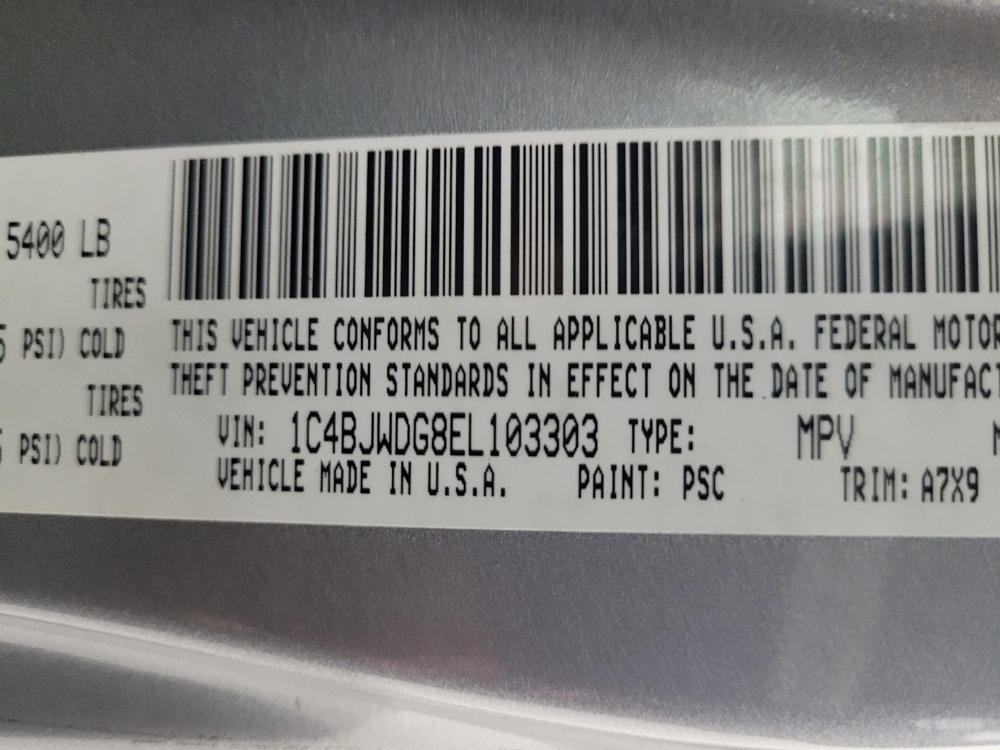 5400 LB
TIRES
PSI) COLD
TIRES
PSI) COLD
THIS VEHICLE CONFORMS TO ALL APPLICABLE U.S.A. FEDERAL MOTOR
THEFT PREVENTION STANDARDS IN EFFECT ON THE DATE OF MANUFACT
VIN: 1C4BJWDG8EL103303 TYPE: MPV
VEHICLE MADE IN U.S.A. PAINT: PSC TRIM: A7X9